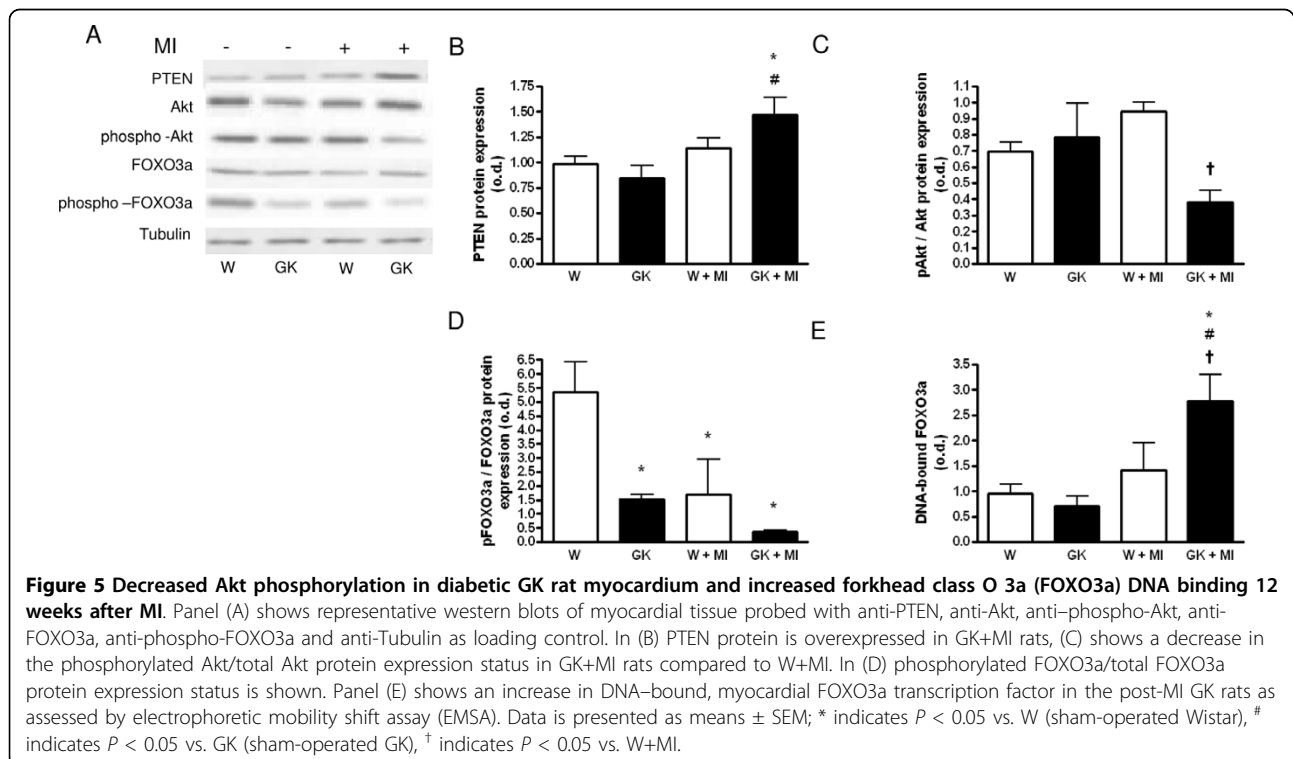 A
MI - - + +
PTEN
Akt
phospho -Akt
FOXO3a
phospho –FOXO3a
Tubulin
W GK W GK
B
*
#
PTEN protein expression
(o.d.)
1.75
1.50
1.25
1.00
0.75
0.50
0.25
0.00
W GK W + MI GK + MI
C
†
pAkt / Akt protein expression
(o.d.)
1.1
1.0
0.9
0.8
0.7
0.6
0.5
0.4
0.3
0.2
0.1
0.0
W GK W + MI GK + MI
D
pFOXO3a / FOXO3a protein
expression (o.d.)
6.5
6.0
5.5
5.0
4.5
4.0
3.5
3.0
2.5
2.0
1.5
1.0
0.5
0.0
* * *
W GK W + MI GK + MI
E
*
#
†
DNA-bound FOXO3a
(o.d.)
3.5
3.0
2.5
2.0
1.5
1.0
0.5
0.0
W GK W + MI GK + MI
Figure 5 Decreased Akt phosphorylation in diabetic GK rat myocardium and increased forkhead class O 3a (FOXO3a) DNA binding 12
weeks after MI. Panel (A) shows representative western blots of myocardial tissue probed with anti-PTEN, anti-Akt, anti–phospho-Akt, anti-
FOXO3a, anti-phospho-FOXO3a and anti-Tubulin as loading control. In (B) PTEN protein is overexpressed in GK+MI rats, (C) shows a decrease in
the phosphorylated Akt/total Akt protein expression status in GK+MI rats compared to W+MI. In (D) phosphorylated FOXO3a/total FOXO3a
protein expression status is shown. Panel (E) shows an increase in DNA–bound, myocardial FOXO3a transcription factor in the post-MI GK rats as
assessed by electrophoretic mobility shift assay (EMSA). Data is presented as means ± SEM; * indicates P < 0.05 vs. W (sham-operated Wistar), #
indicates P < 0.05 vs. GK (sham-operated GK), † indicates P < 0.05 vs. W+MI.